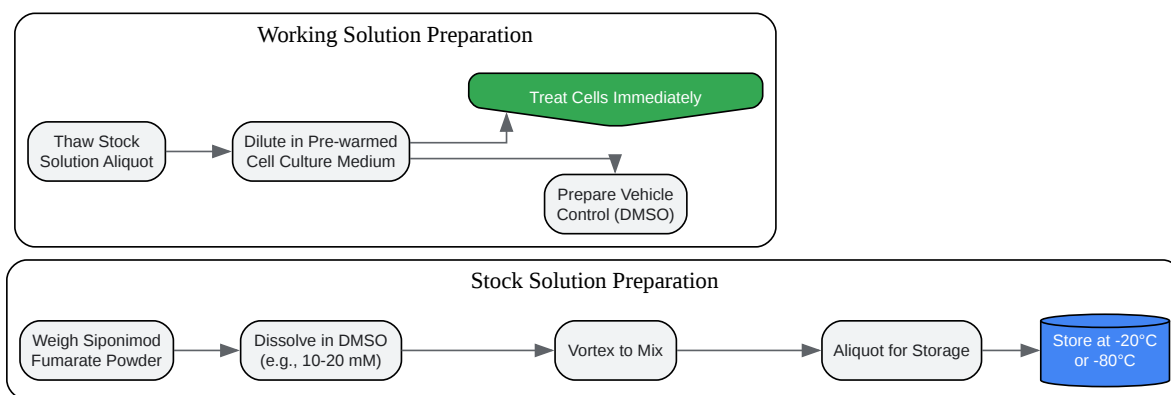 Working Solution Preparation
Treat Cells Immediately
Thaw Stock
Solution Aliquot
Dilute in Pre-warmed
Cell Culture Medium
Prepare Vehicle
Control (DMSO)
Stock Solution Preparation
Weigh Siponimod
Fumarate Powder
Dissolve in DMSO
(e.g., 10-20 mM)
Vortex to Mix
Aliquot for Storage
Store at -20°C
or -80°C